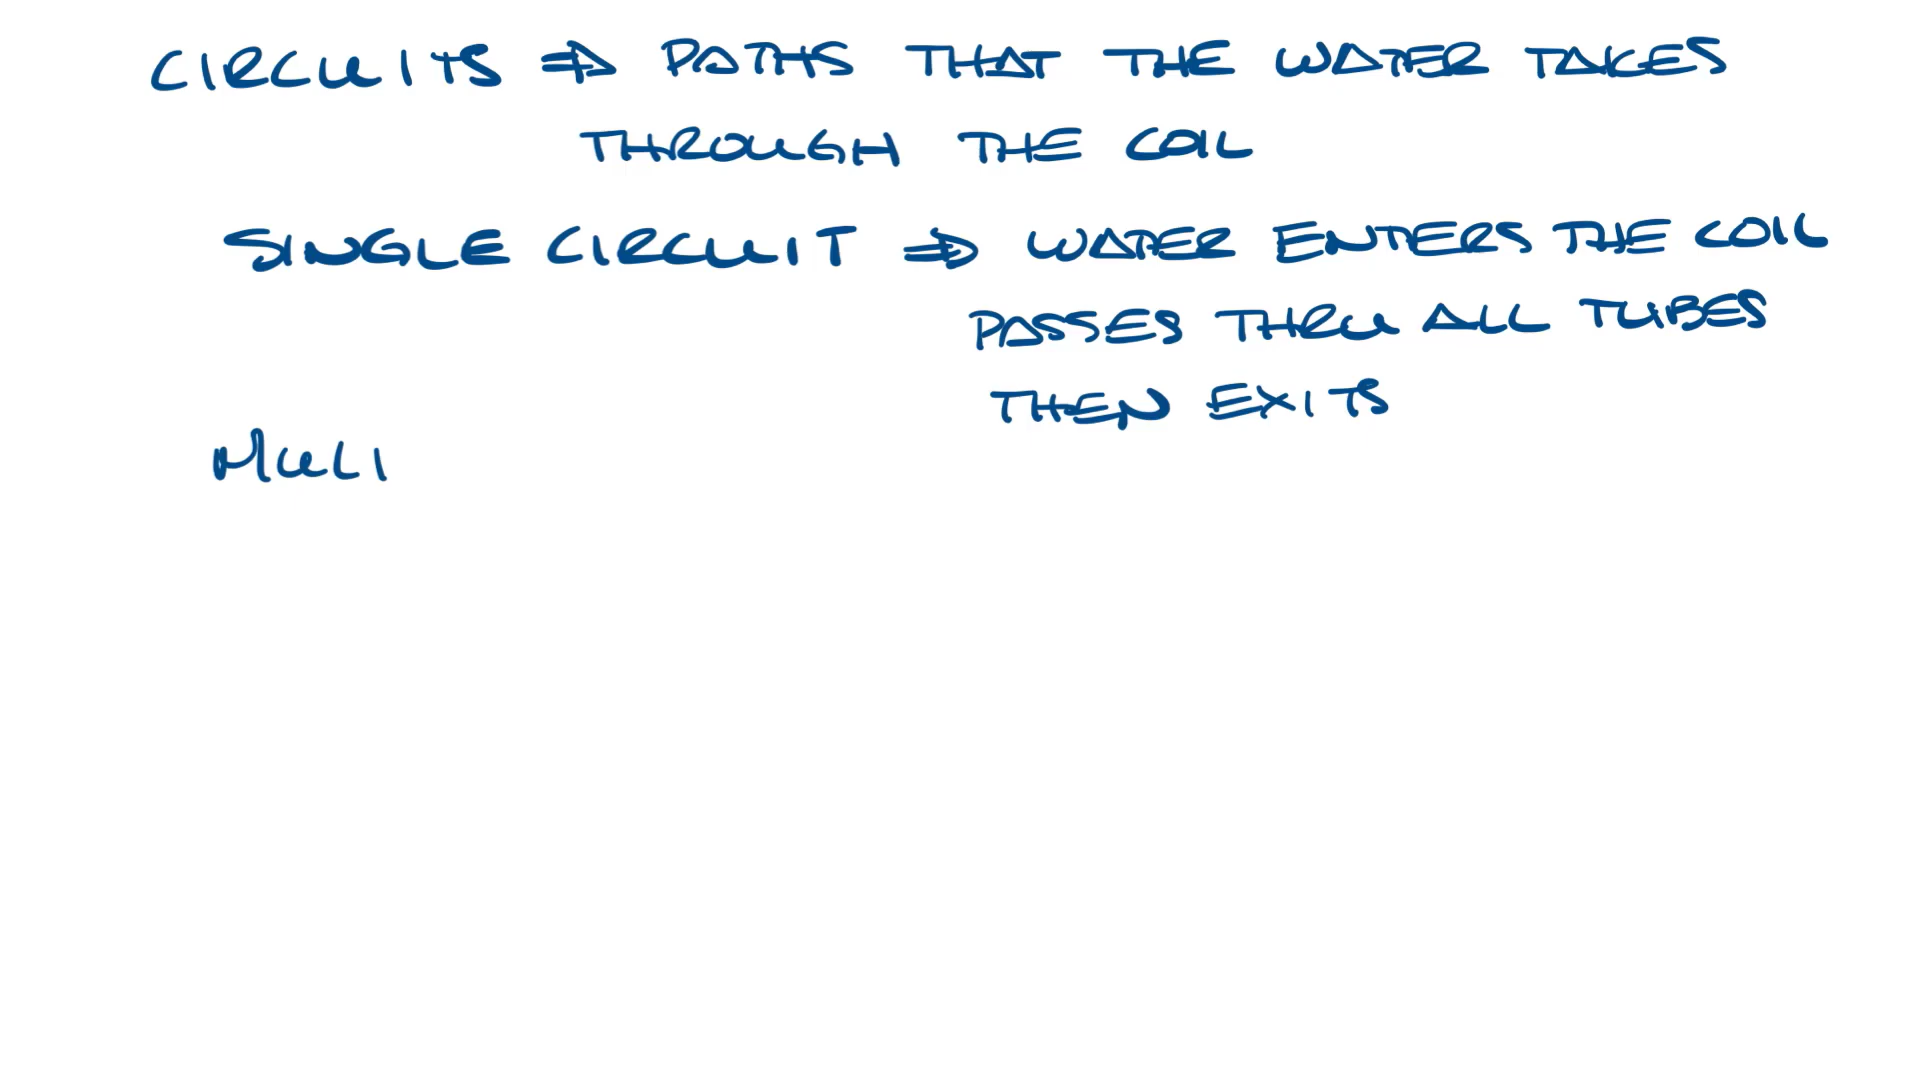 CIRCUITS ⇒ PATHS THAT THE WATER TAKES
THROUGH THE COIL
SINGLE CIRCUIT ⇒ WATER ENTERS THE COIL
PASSES THRU ALL TUBES
THEN EXITS
MULI